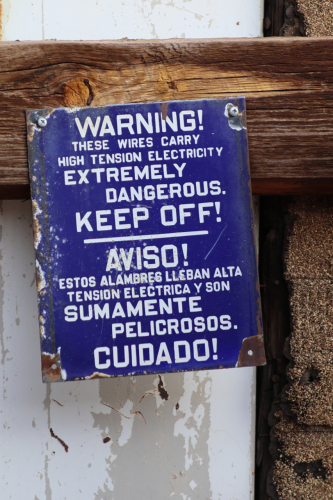 WARNING!
THESE WIRES CARRY
HIGH TENSION ELECTRICITY
EXTREMELY
DANGEROUS.
KEEP OFF!
AVISO!
ESTOS ALAMBRES LLEBAN ALTA
TENSION ELECTRICA Y SON
SUMAMENTE
PELIGROSOS.
CUIDADO!